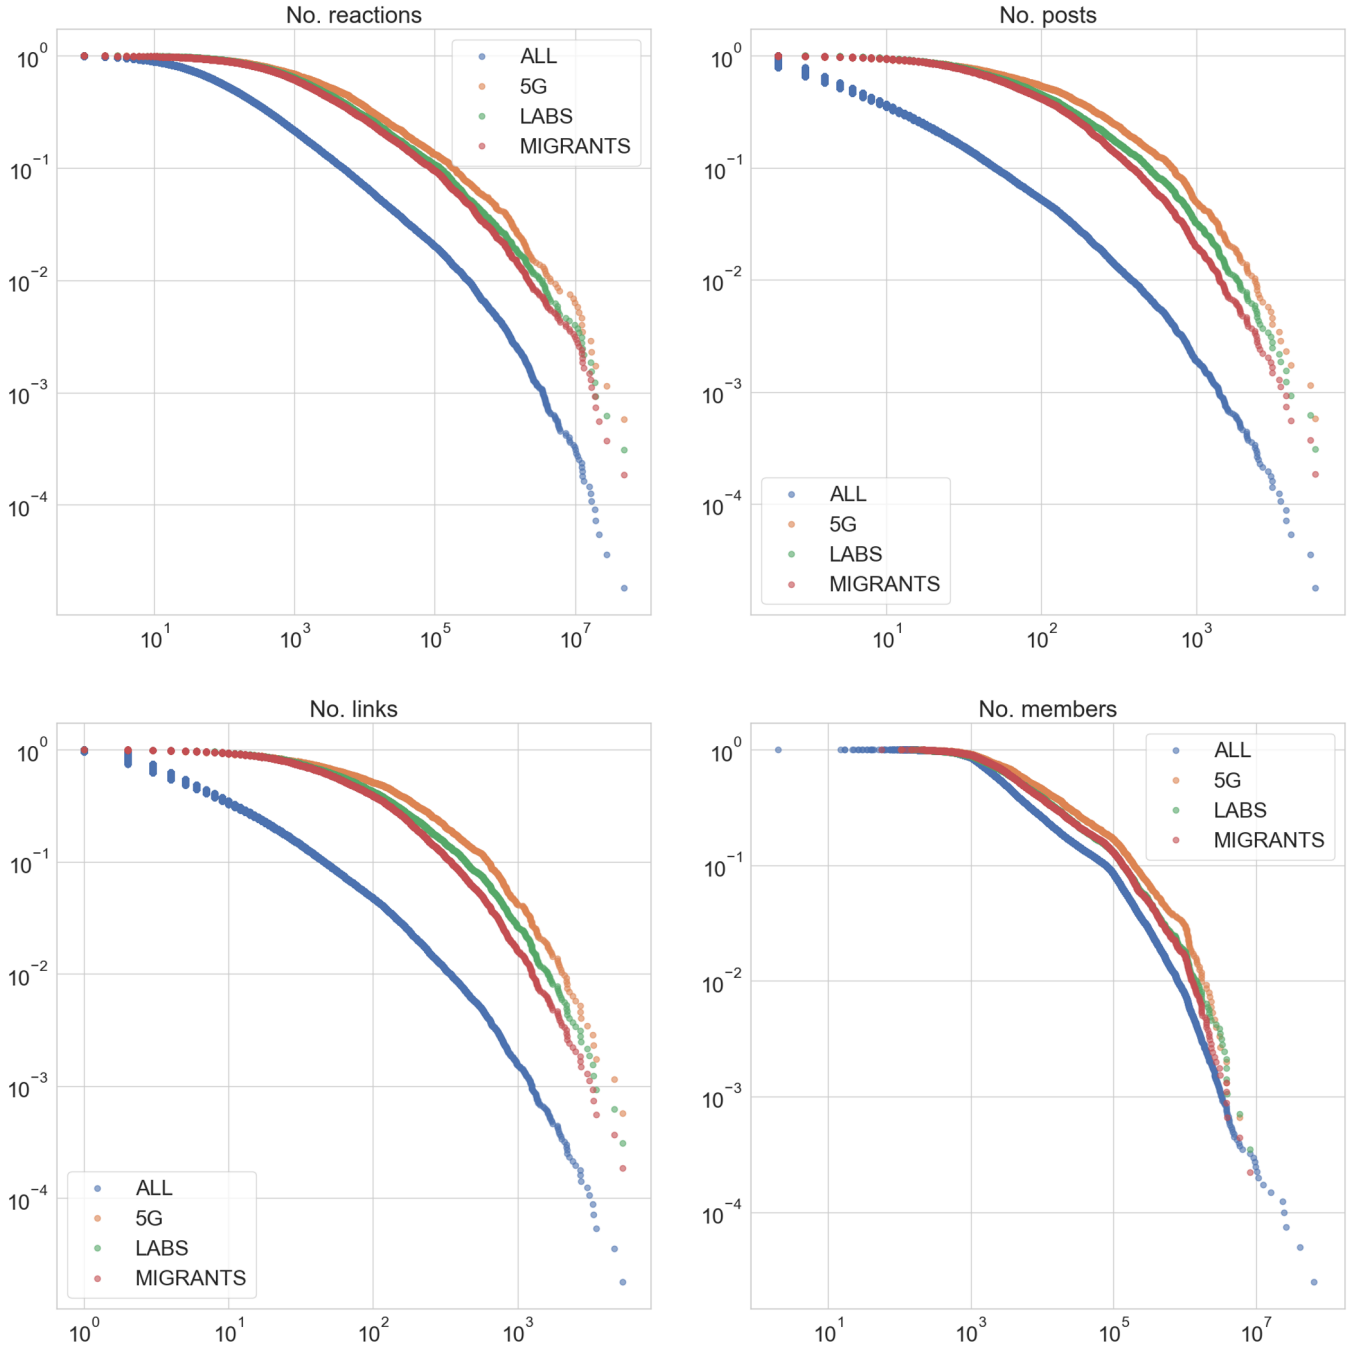 No. reactions
10^0
10^−1
10^−2
10^−3
10^−4
10^1
10^3
10^5
10^7
ALL
5G
LABS
MIGRANTS
No. posts
10^0
10^−1
10^−2
10^−3
10^−4
10^1
10^2
10^3
ALL
5G
LABS
MIGRANTS
No. links
10^0
10^−1
10^−2
10^−3
10^−4
10^0
10^1
10^2
10^3
ALL
5G
LABS
MIGRANTS
No. members
10^0
10^−1
10^−2
10^−3
10^−4
10^1
10^3
10^5
10^7
ALL
5G
LABS
MIGRANTS